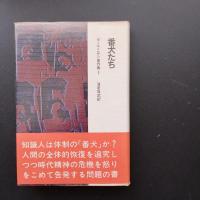 番犬たち
知識人は体制の「番犬」か?
人間の全体的恢復を追究し
つつ時代精神の危機を怒り
をこめて告発する問題の書